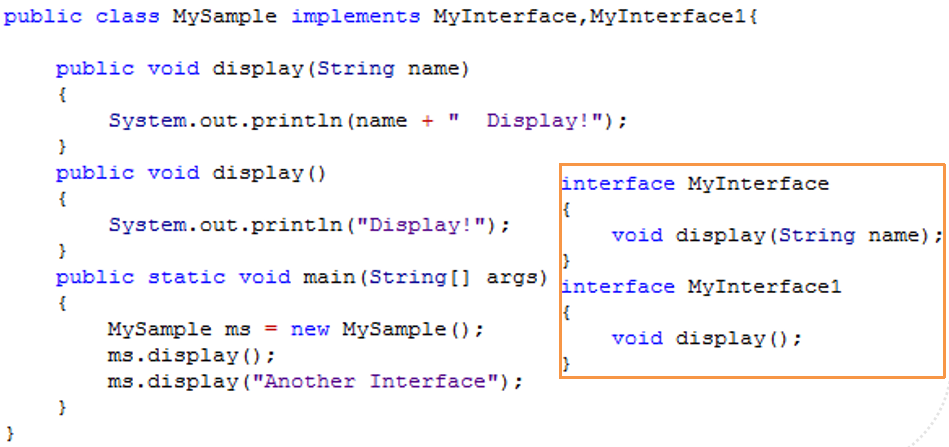 public class MySample implements MyInterface,MyInterface1{
public void display(String name)
{
System.out.println(name + "  Display!");
}
public void display()
{
System.out.println("Display!");
}
public static void main(String[] args)
{
MySample ms = new MySample();
ms.display();
ms.display("Another Interface");
}
}
interface MyInterface
{
void display(String name);
}
interface MyInterface1
{
void display();
}